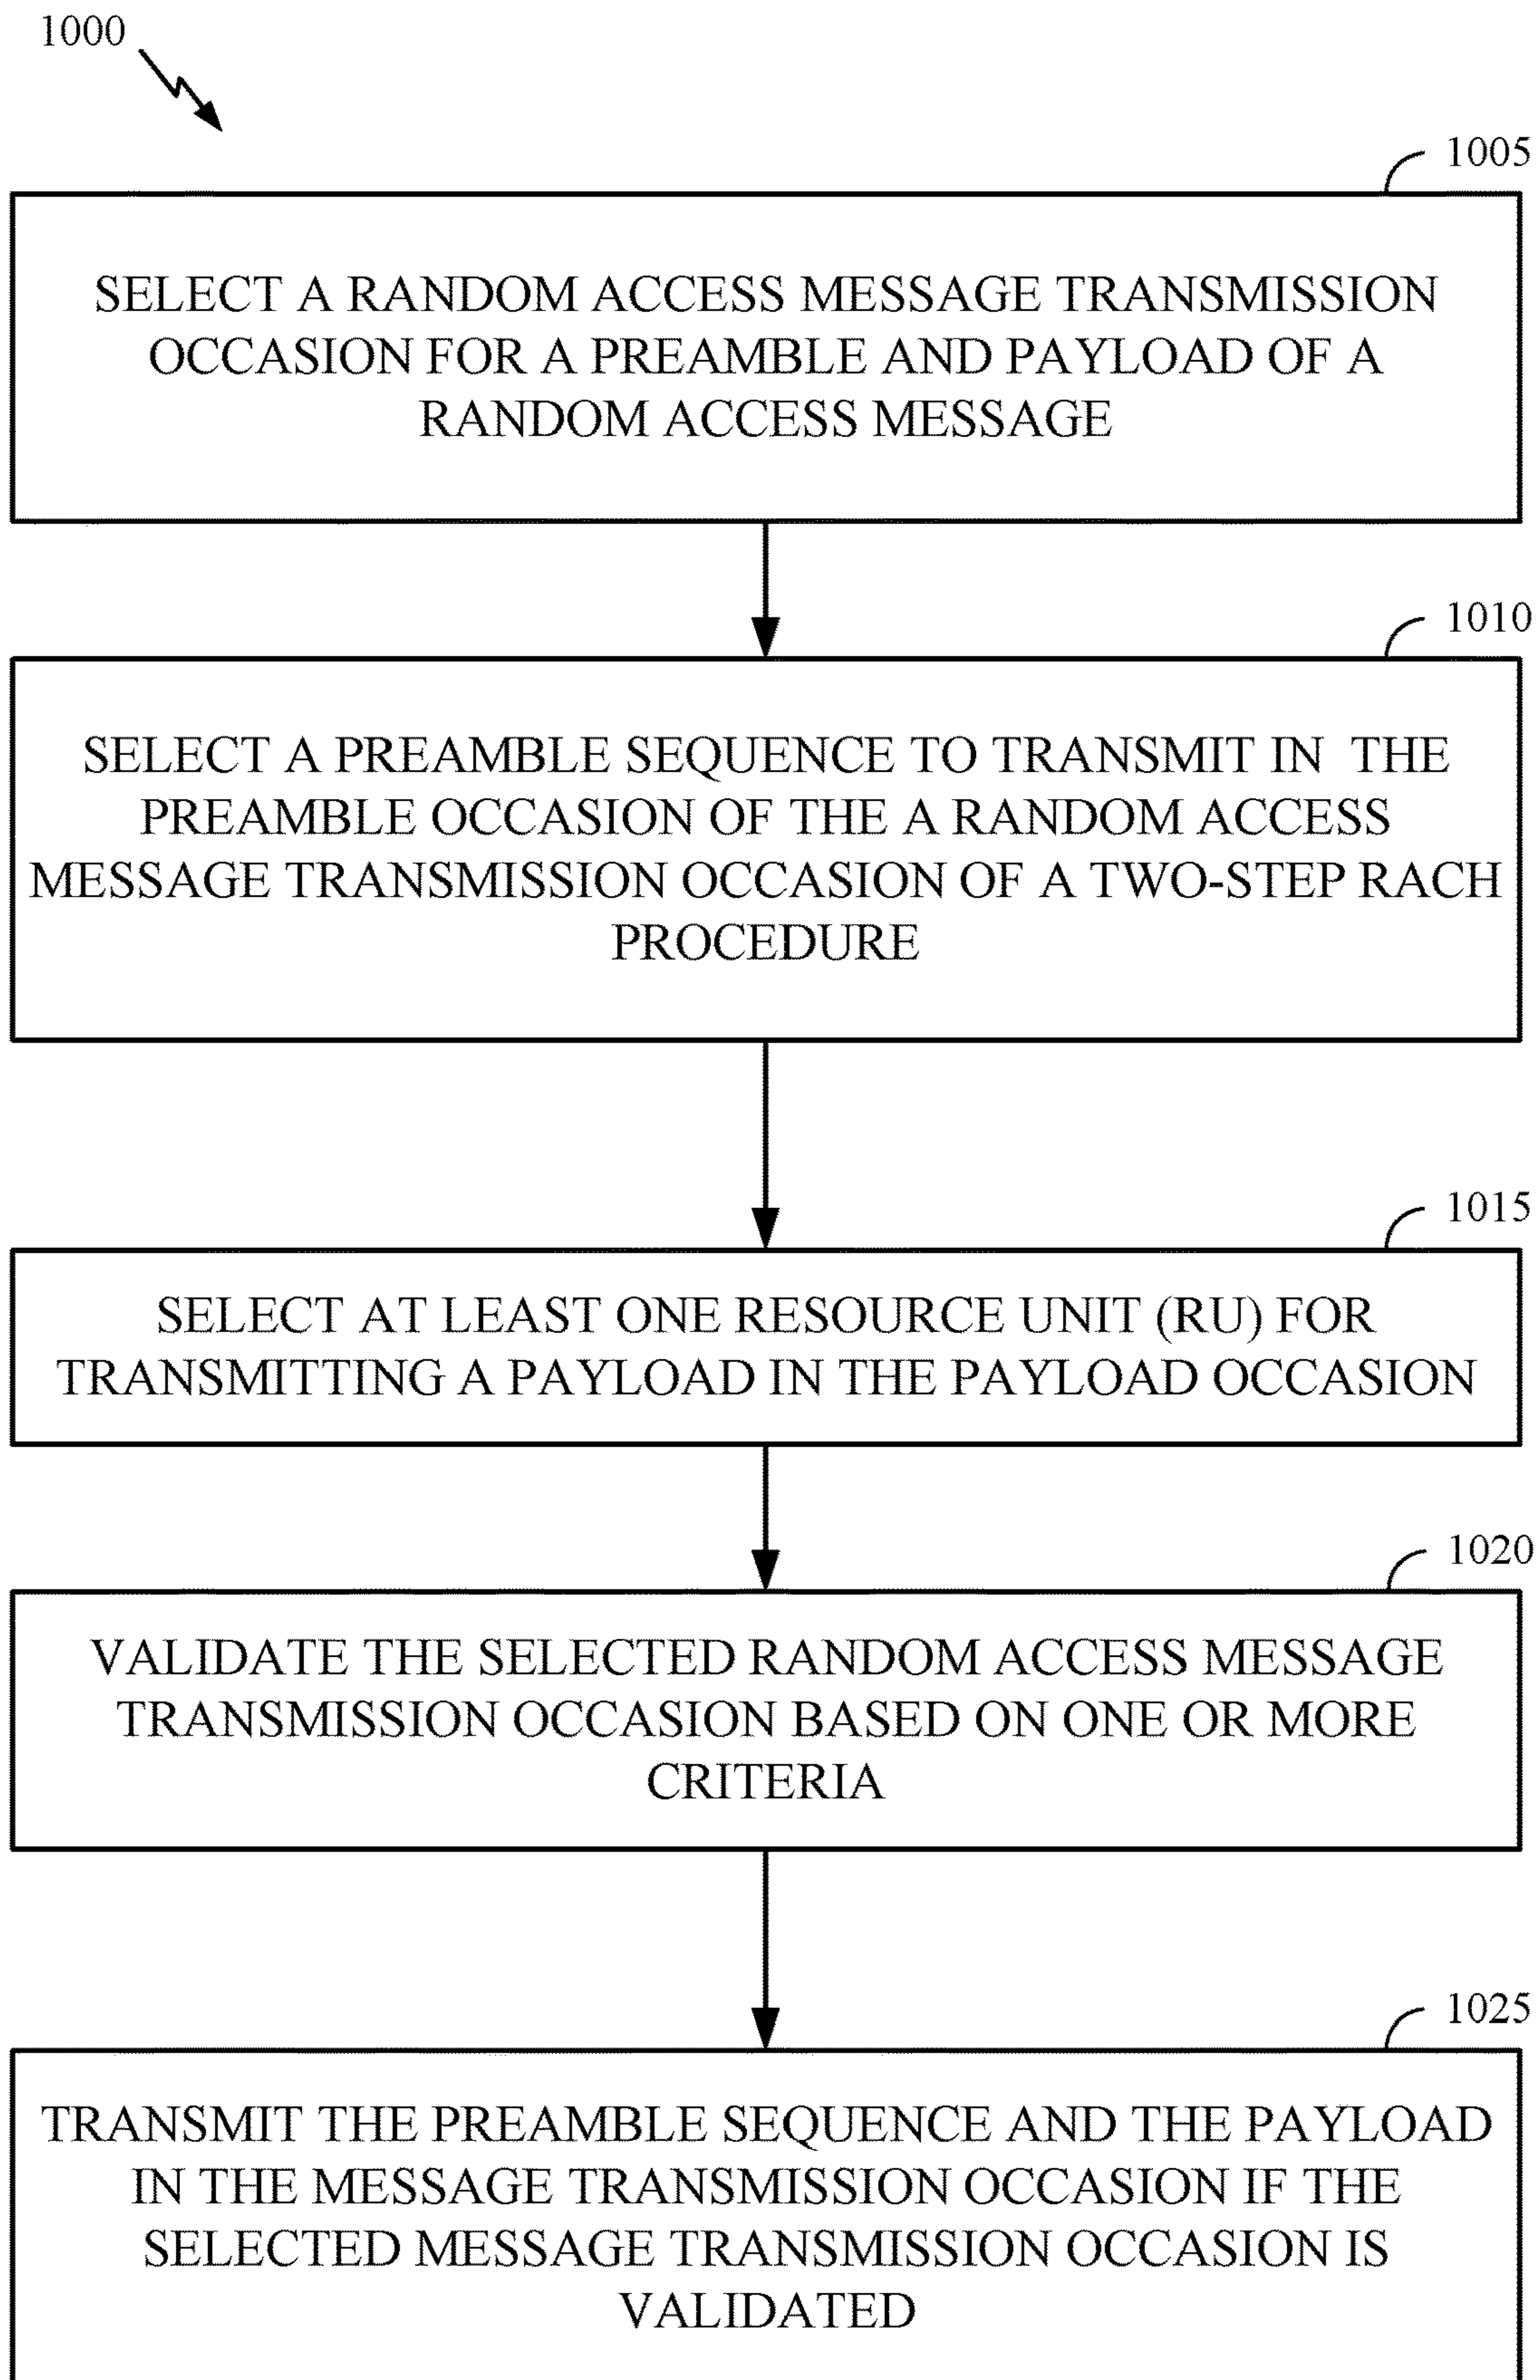 1000
1005
SELECT A RANDOM ACCESS MESSAGE TRANSMISSION
OCCASION FOR A PREAMBLE AND PAYLOAD OF A
RANDOM ACCESS MESSAGE
1010
SELECT A PREAMBLE SEQUENCE TO TRANSMIT IN THE
PREAMBLE OCCASION OF THE A RANDOM ACCESS
MESSAGE TRANSMISSION OCCASION OF A TWO-STEP RACH
PROCEDURE
1015
SELECT AT LEAST ONE RESOURCE UNIT (RU) FOR
TRANSMITTING A PAYLOAD IN THE PAYLOAD OCCASION
1020
VALIDATE THE SELECTED RANDOM ACCESS MESSAGE
TRANSMISSION OCCASION BASED ON ONE OR MORE
CRITERIA
1025
TRANSMIT THE PREAMBLE SEQUENCE AND THE PAYLOAD
IN THE MESSAGE TRANSMISSION OCCASION IF THE
SELECTED MESSAGE TRANSMISSION OCCASION IS
VALIDATED